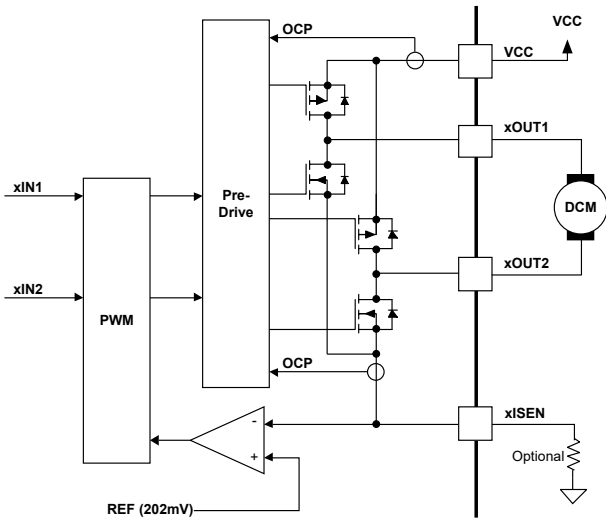 OCP
VCC
VCC
xOUT1
xIN1
Pre-
Drive
DCM
xIN2
xOUT2
PWM
OCP
xISEN
-
+
Optional
REF (202mV)